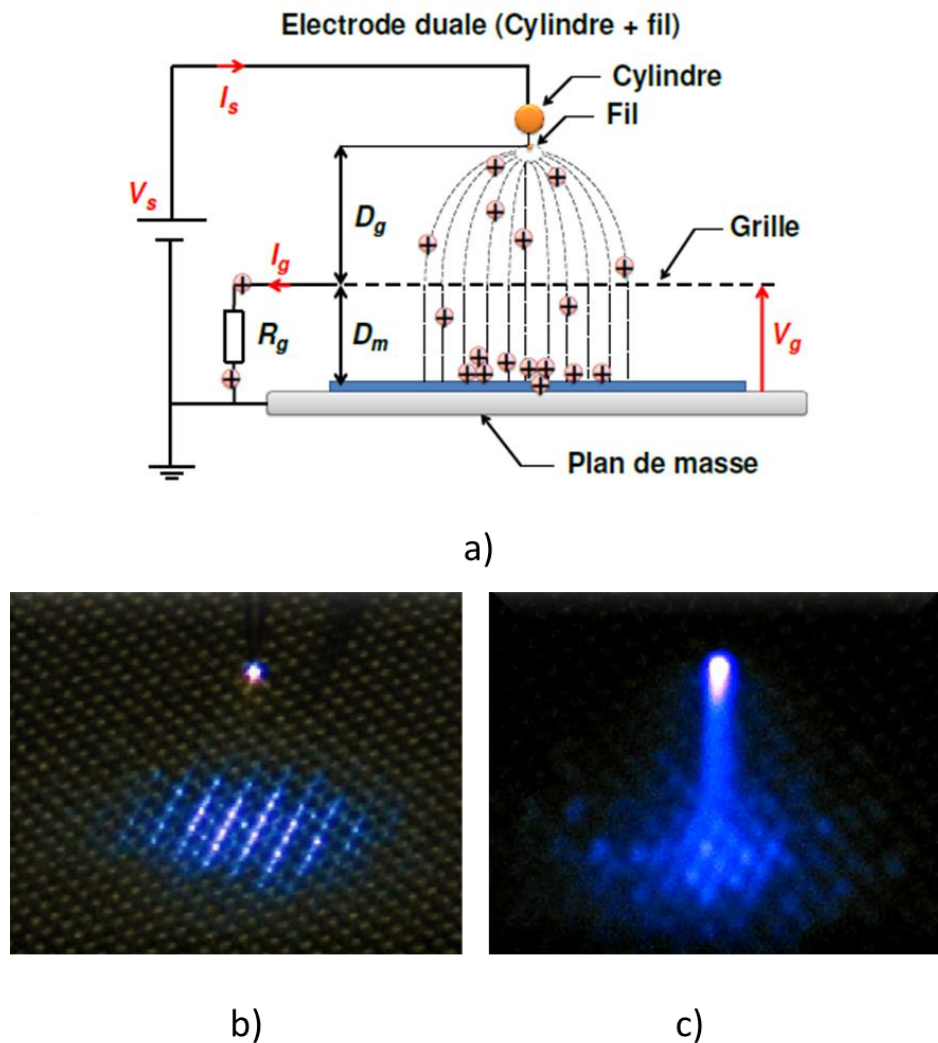 Electrode duale (Cylindre + fil)
Cylindre
Fil
I_s
V_s
D_g
Grille
I_g
R_g
D_m
V_g
Plan de masse
a)
b)
c)